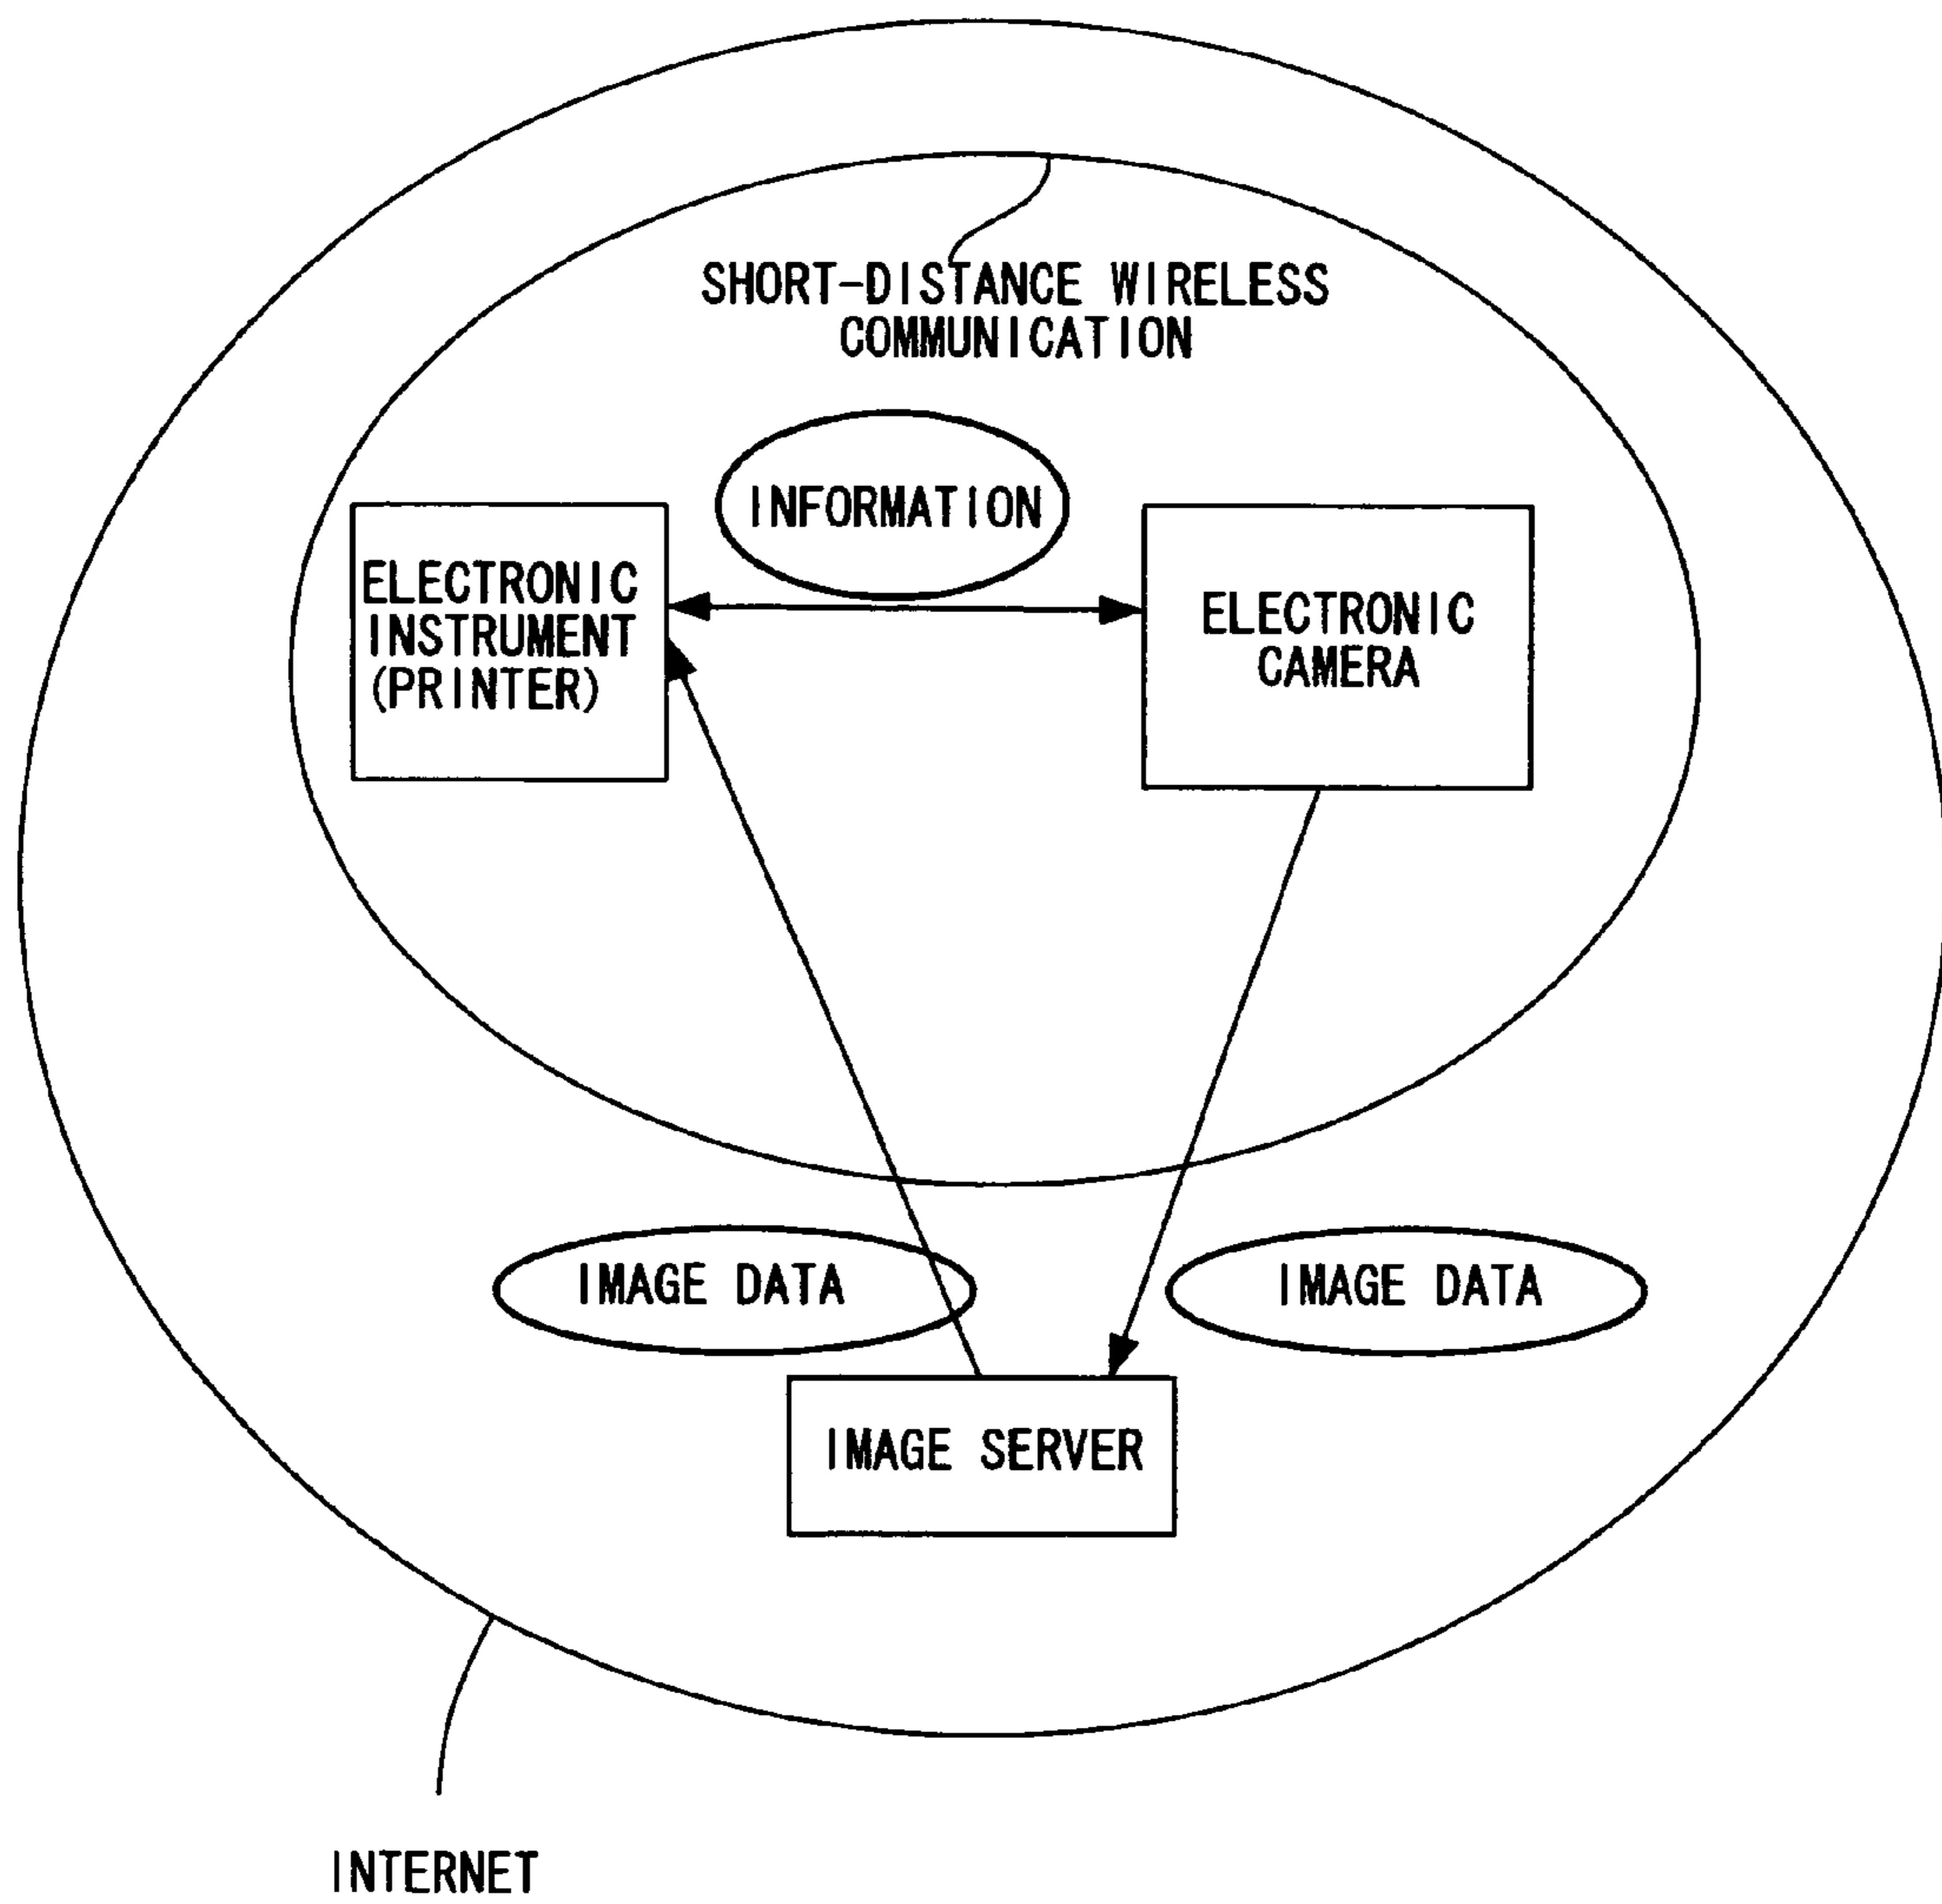 SHORT-DISTANCE WIRELESS
COMMUNICATION
INFORMATION
ELECTRONIC
INSTRUMENT
(PRINTER)
ELECTRONIC
CAMERA
IMAGE DATA
IMAGE DATA
IMAGE SERVER
INTERNET